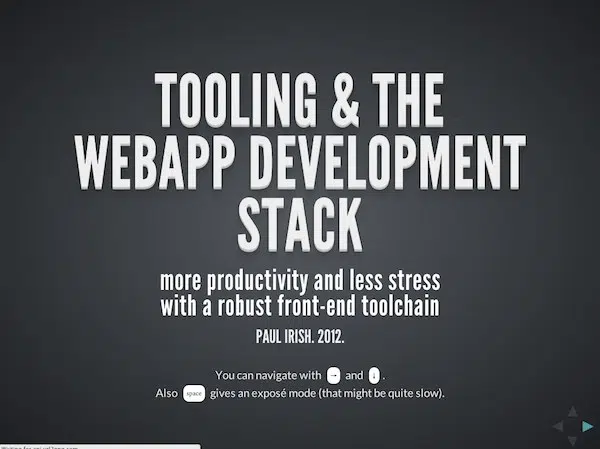 TOOLING & THE
WEBAPP DEVELOPMENT
STACK
more productivity and less stress
with a robust front-end toolchain
PAUL IRISH. 2012.
You can navigate with → and ↓ .
Also space gives an exposé mode (that might be quite slow).